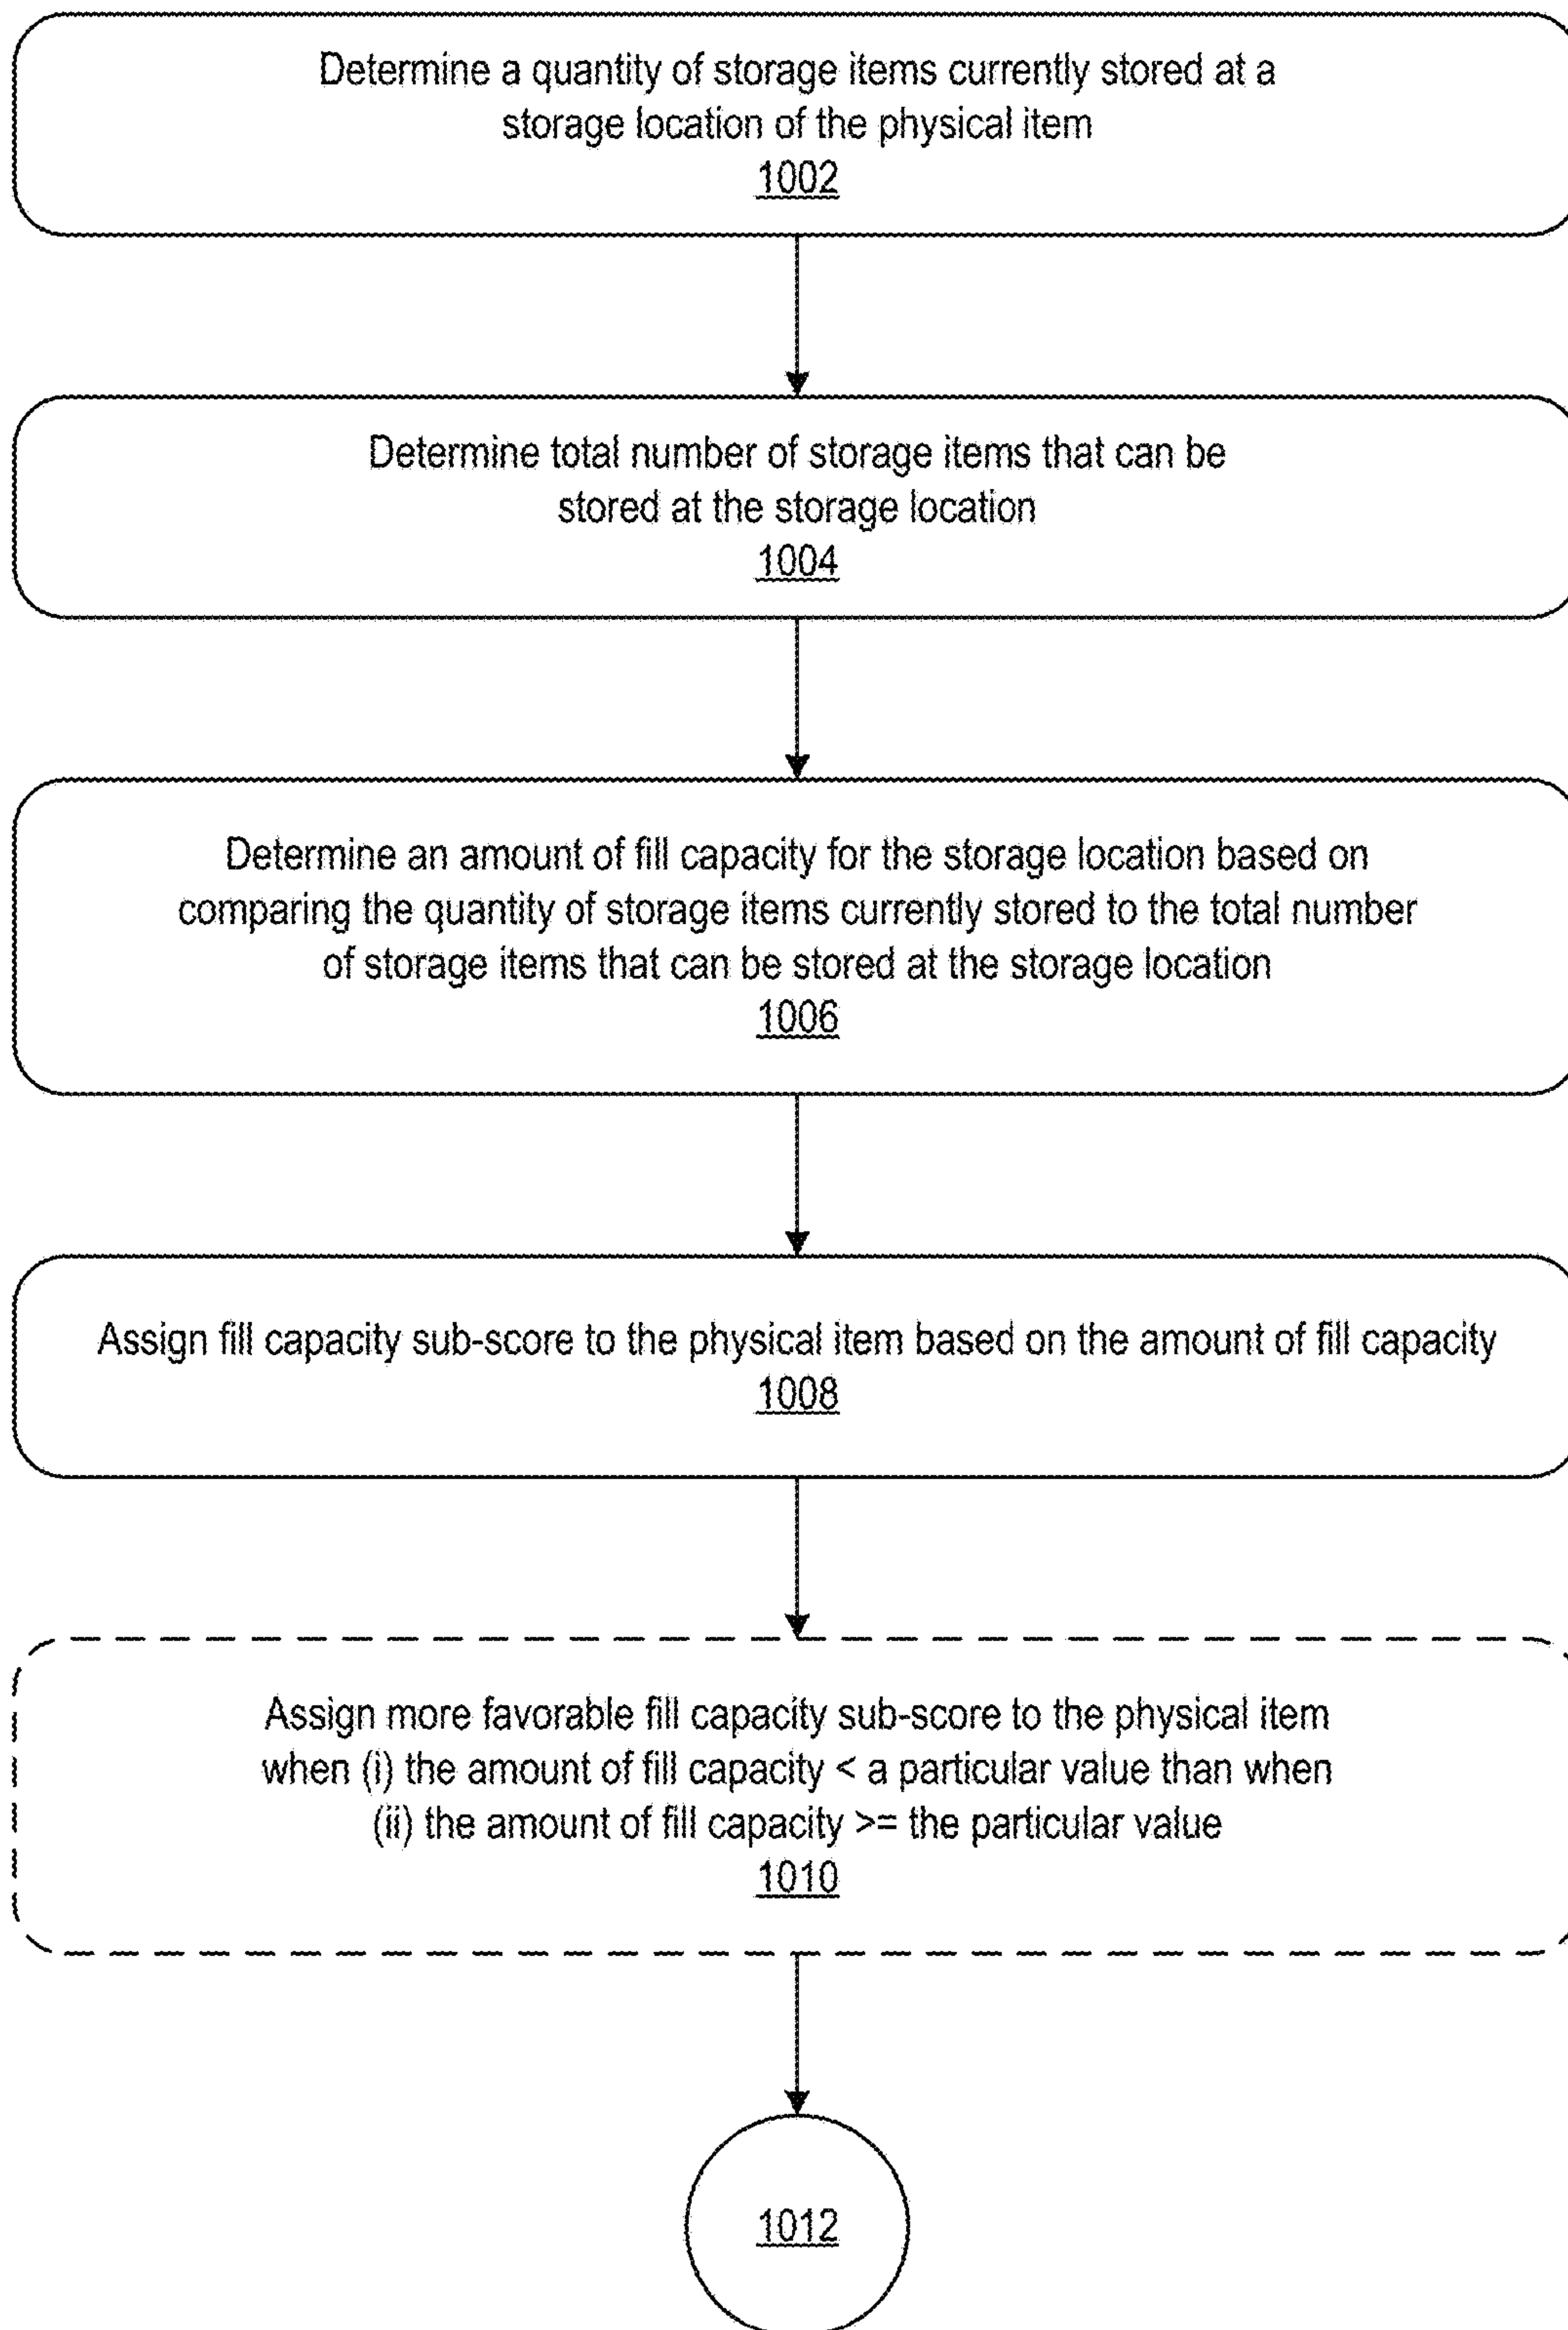 Determine a quantity of storage items currently stored at a
storage location of the physical item
1002
Determine total number of storage items that can be
stored at the storage location
1004
Determine an amount of fill capacity for the storage location based on
comparing the quantity of storage items currently stored to the total number
of storage items that can be stored at the storage location
1006
Assign fill capacity sub-score to the physical item based on the amount of fill capacity
1008
Assign more favorable fill capacity sub-score to the physical item
when (i) the amount of fill capacity < a particular value than when
(ii) the amount of fill capacity >= the particular value
1010
1012